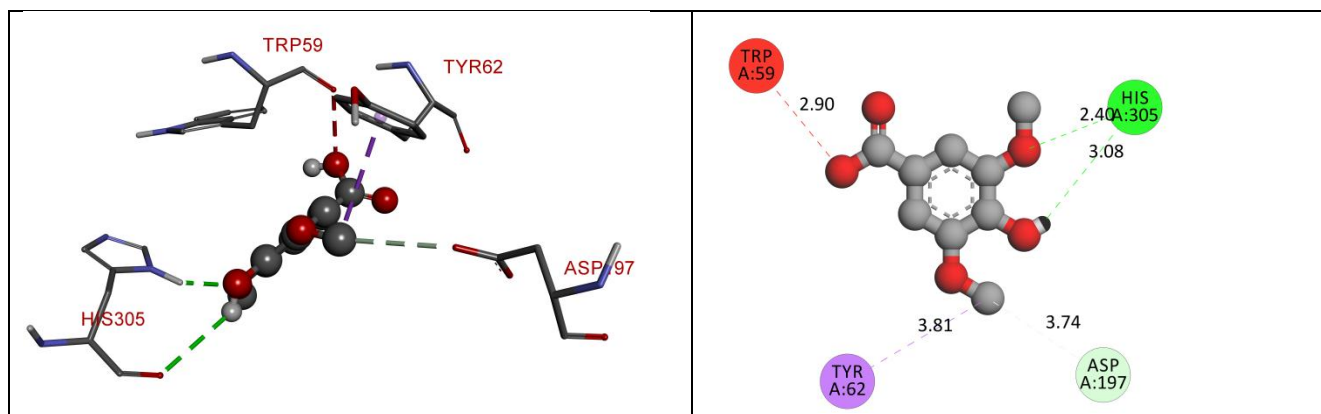 TRP59
TYR62
ASP197
HIS305
TRP
A:59
2.90
HIS
A:305
2.40
3.08
3.81
3.74
TYR
A:62
ASP
A:197